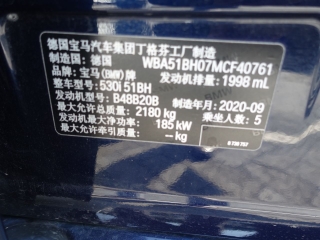 德国宝马汽车集团丁格芬工厂制造
制造国: 德国 WBA51BH07MCF40761
品牌: 宝马(BMW)牌 发动机排量: 1998 mL
整车型号: 530i 51BH
发动机型号: B48B20B 制造年月: 2020-09
最大允许总质量: 2180 kg 乘坐人数: 5
发动机最大净功率: 185 kW
最大允许牵引质量: -- kg